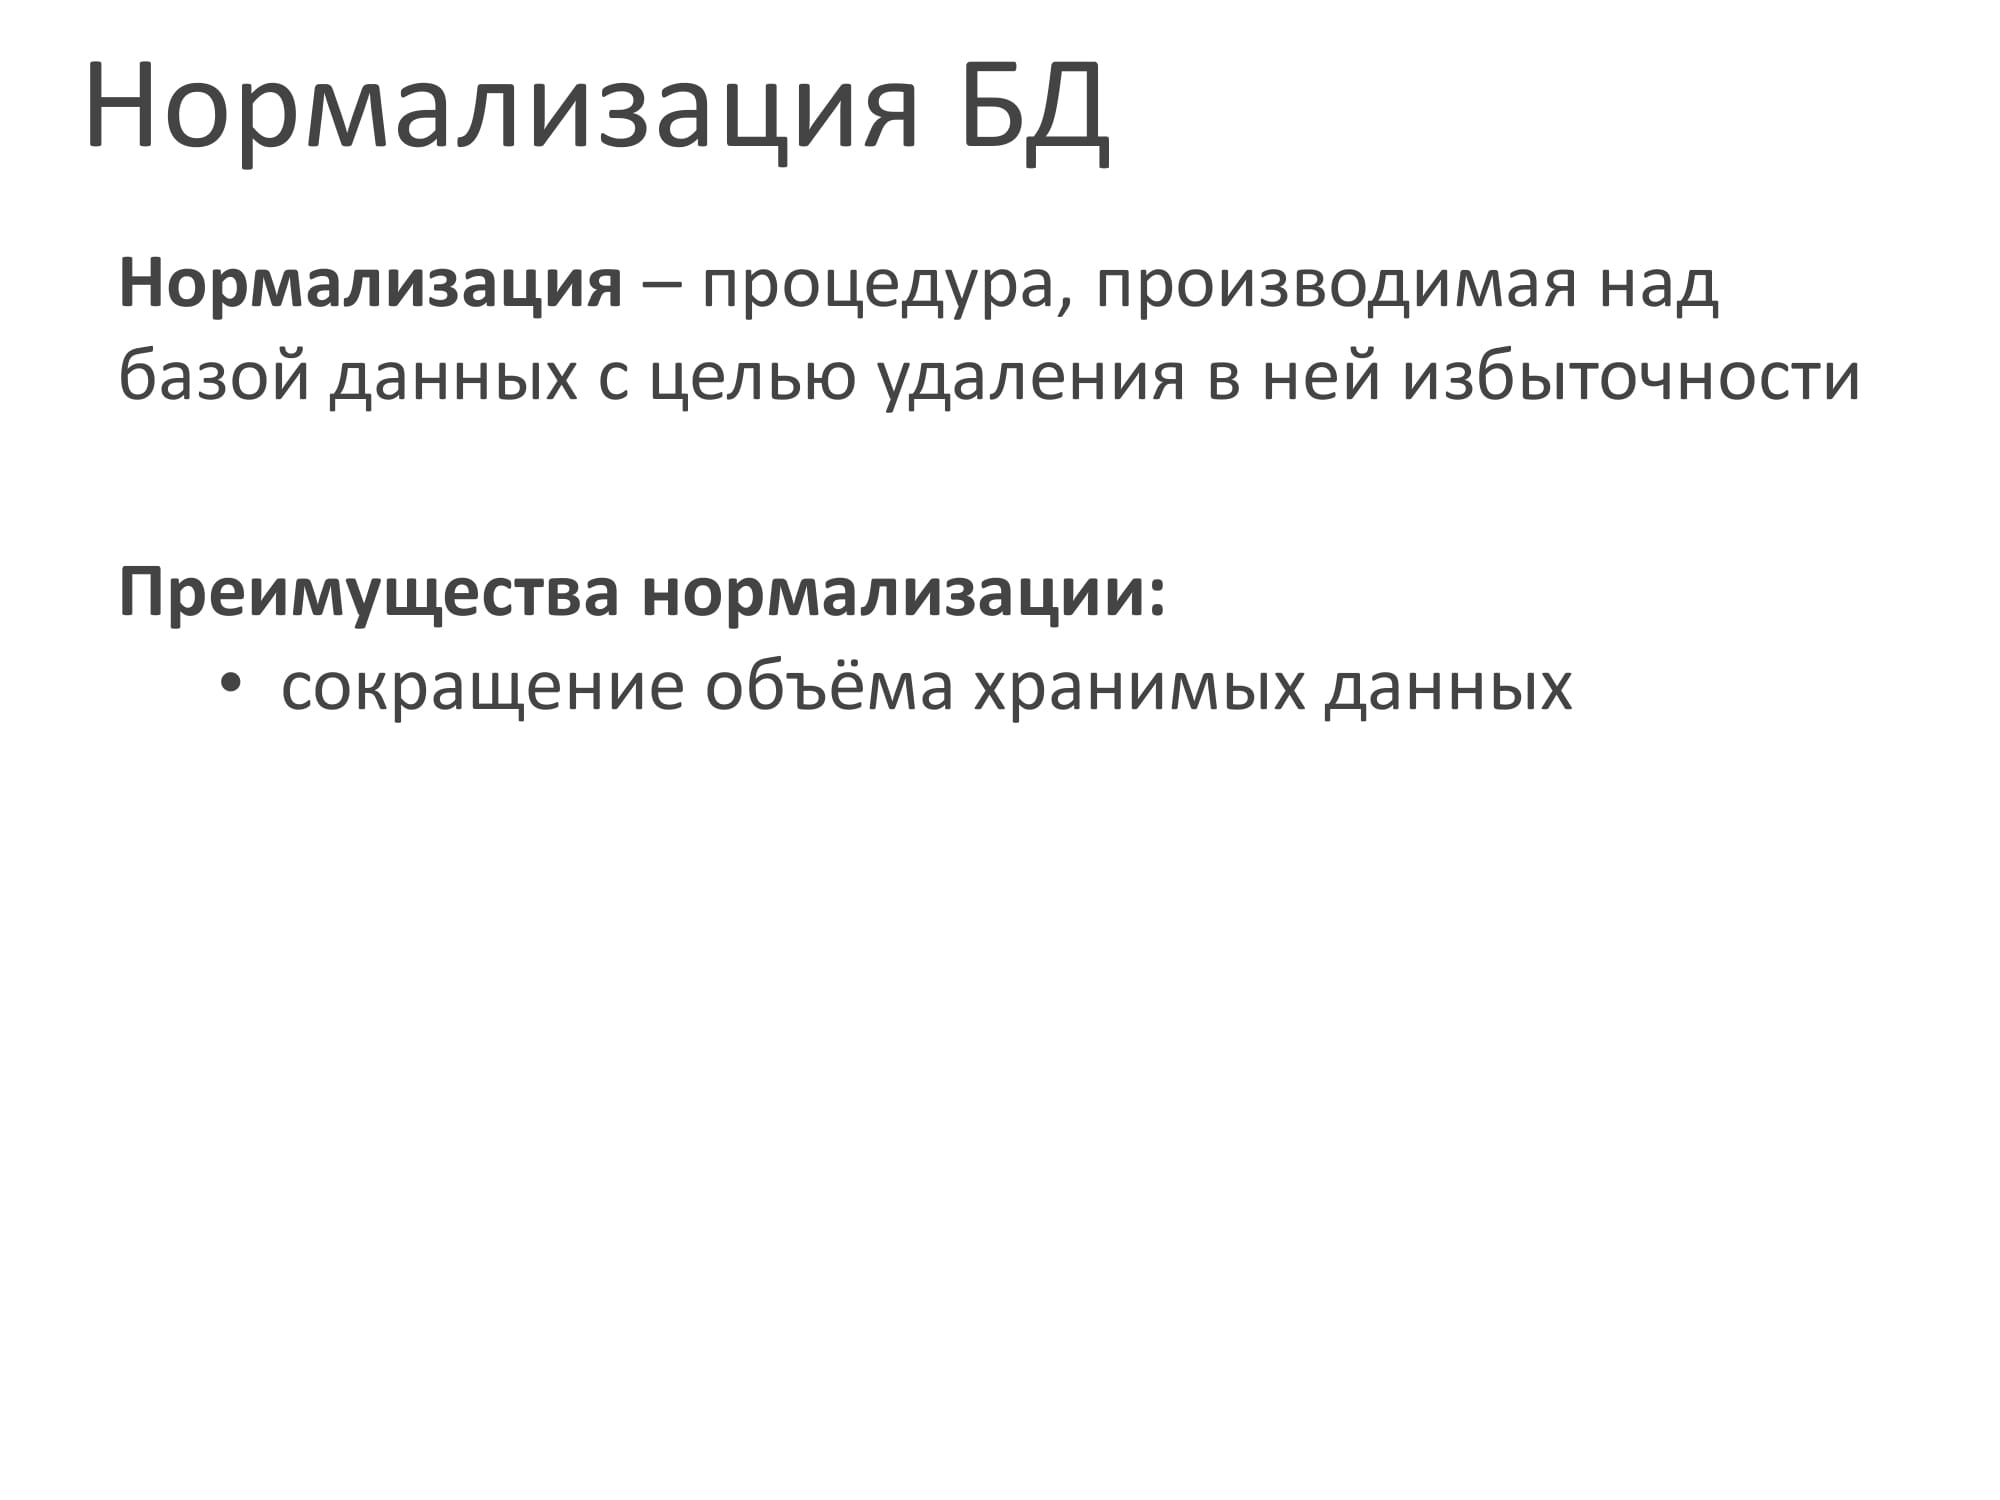 Нормализация БД
Нормализация – процедура, производимая над
базой данных с целью удаления в ней избыточности
Преимущества нормализации:
• сокращение объёма хранимых данных